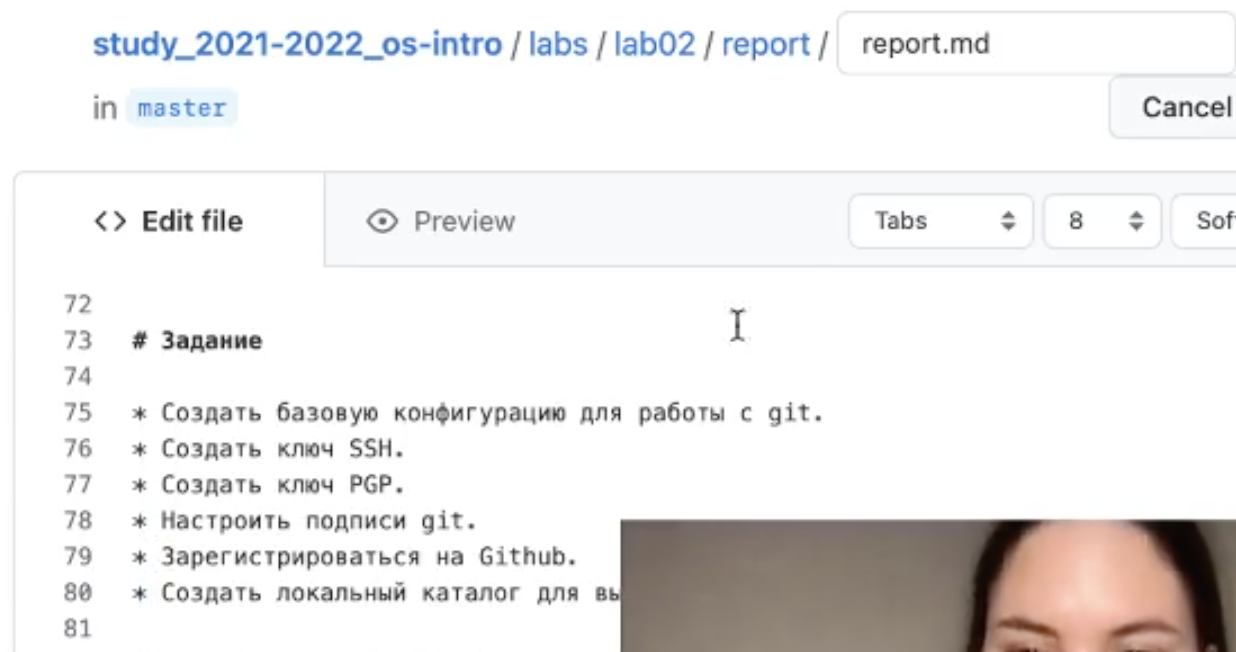 study_2021-2022_os-intro / labs / lab02 / report / report.md
in master
Cancel
<> Edit file Preview Tabs 8
72
73 # Задание
74
75 * Создать базовую конфигурацию для работы с git.
76 * Создать ключ SSH.
77 * Создать ключ PGP.
78 * Настроить подписи git.
79 * Зарегистрироваться на Github.
80 * Создать локальный каталог для
81